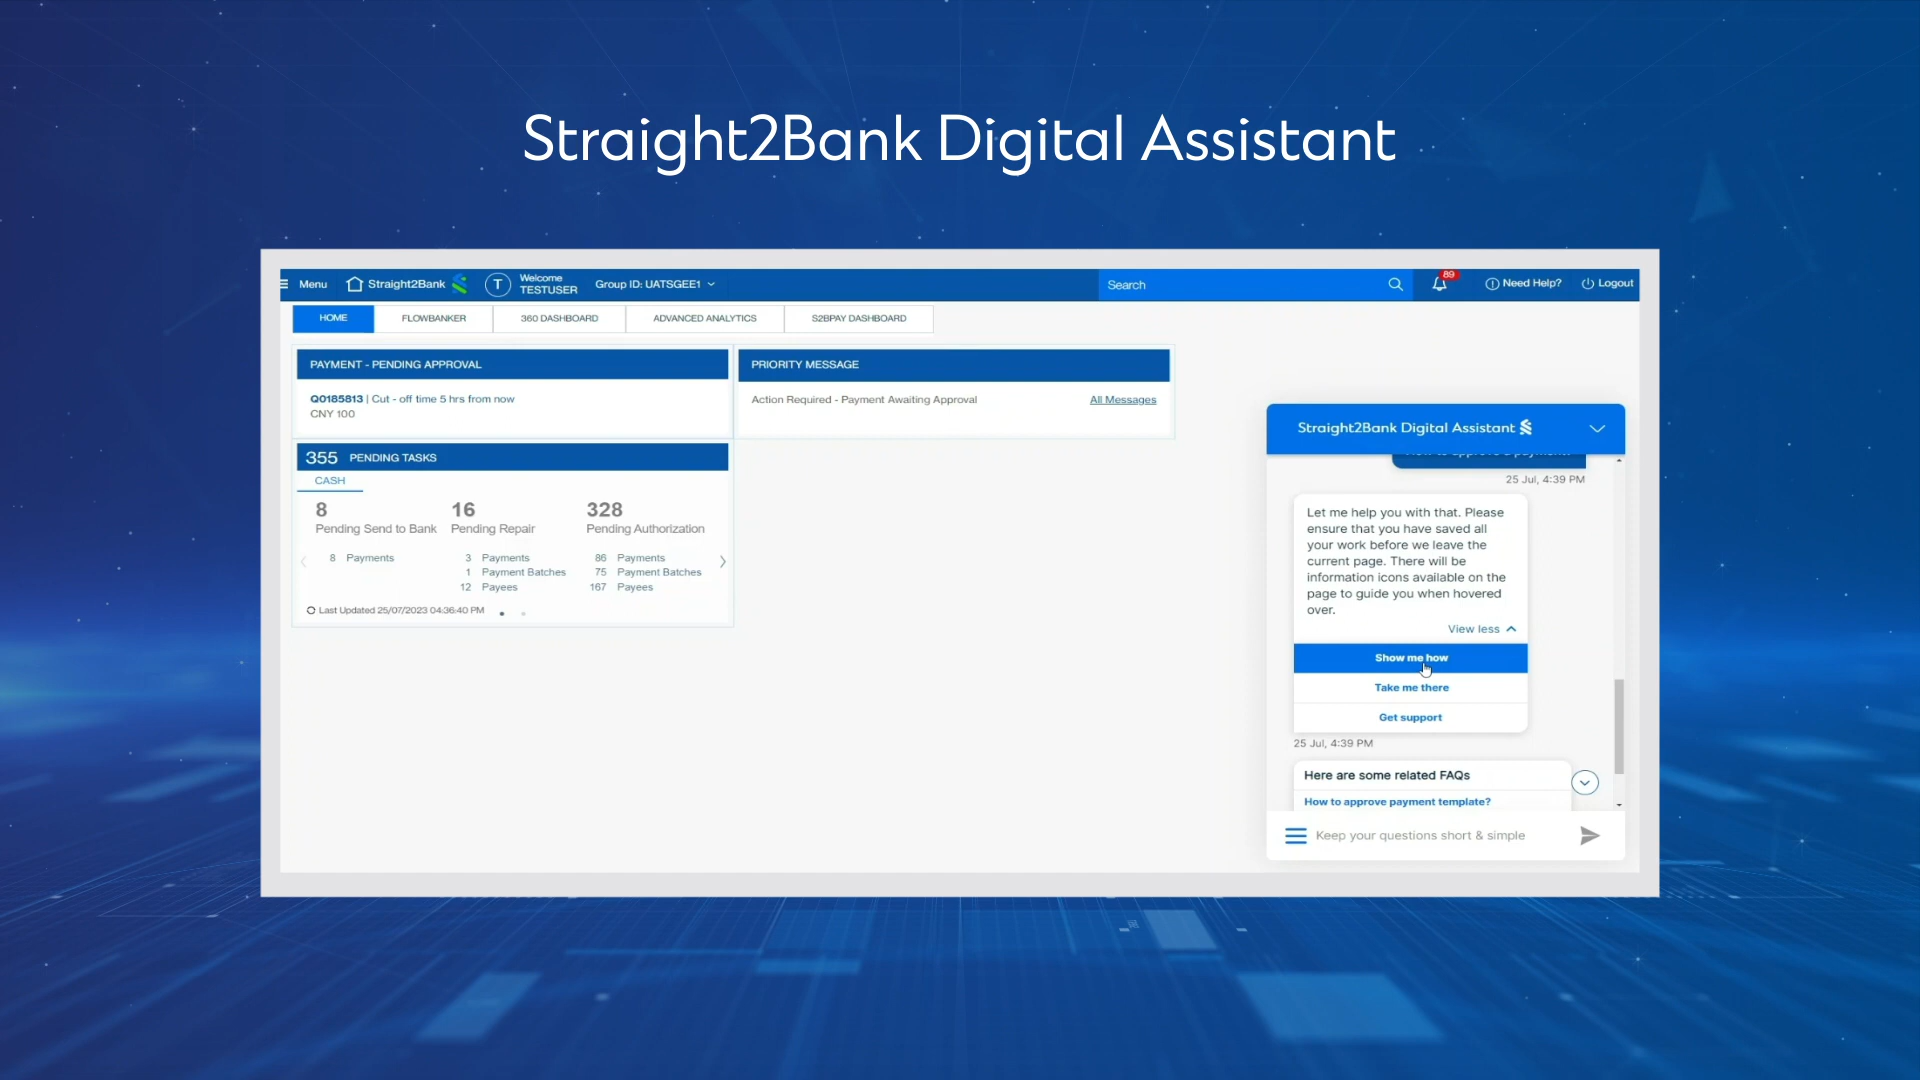 Straight2Bank Digital Assistant
Menu Straight2Bank T Welcome TESTUSER Group ID: UATSGEE1 Search 89 Need Help? Logout
HOME FLOWBANKER 360 DASHBOARD ADVANCED ANALYTICS S2BPAY DASHBOARD
PAYMENT - PENDING APPROVAL
Q0185813 | Cut - off time 5 hrs from now
CNY 100
PRIORITY MESSAGE
Action Required - Payment Awaiting Approval All Messages
355 PENDING TASKS
CASH
8 16 328
Pending Send to Bank Pending Repair Pending Authorization
8 Payments 3 Payments 86 Payments
1 Payment Batches 75 Payment Batches
12 Payees 167 Payees
Last Updated 25/07/2023 04:36:40 PM
Straight2Bank Digital Assistant
25 Jul, 4:39 PM
Let me help you with that. Please
ensure that you have saved all
your work before we leave the
current page. There will be
information icons available on the
page to guide you when hovered
over.
View less
Show me how
Take me there
Get support
25 Jul, 4:39 PM
Here are some related FAQs
How to approve payment template?
Keep your questions short & simple